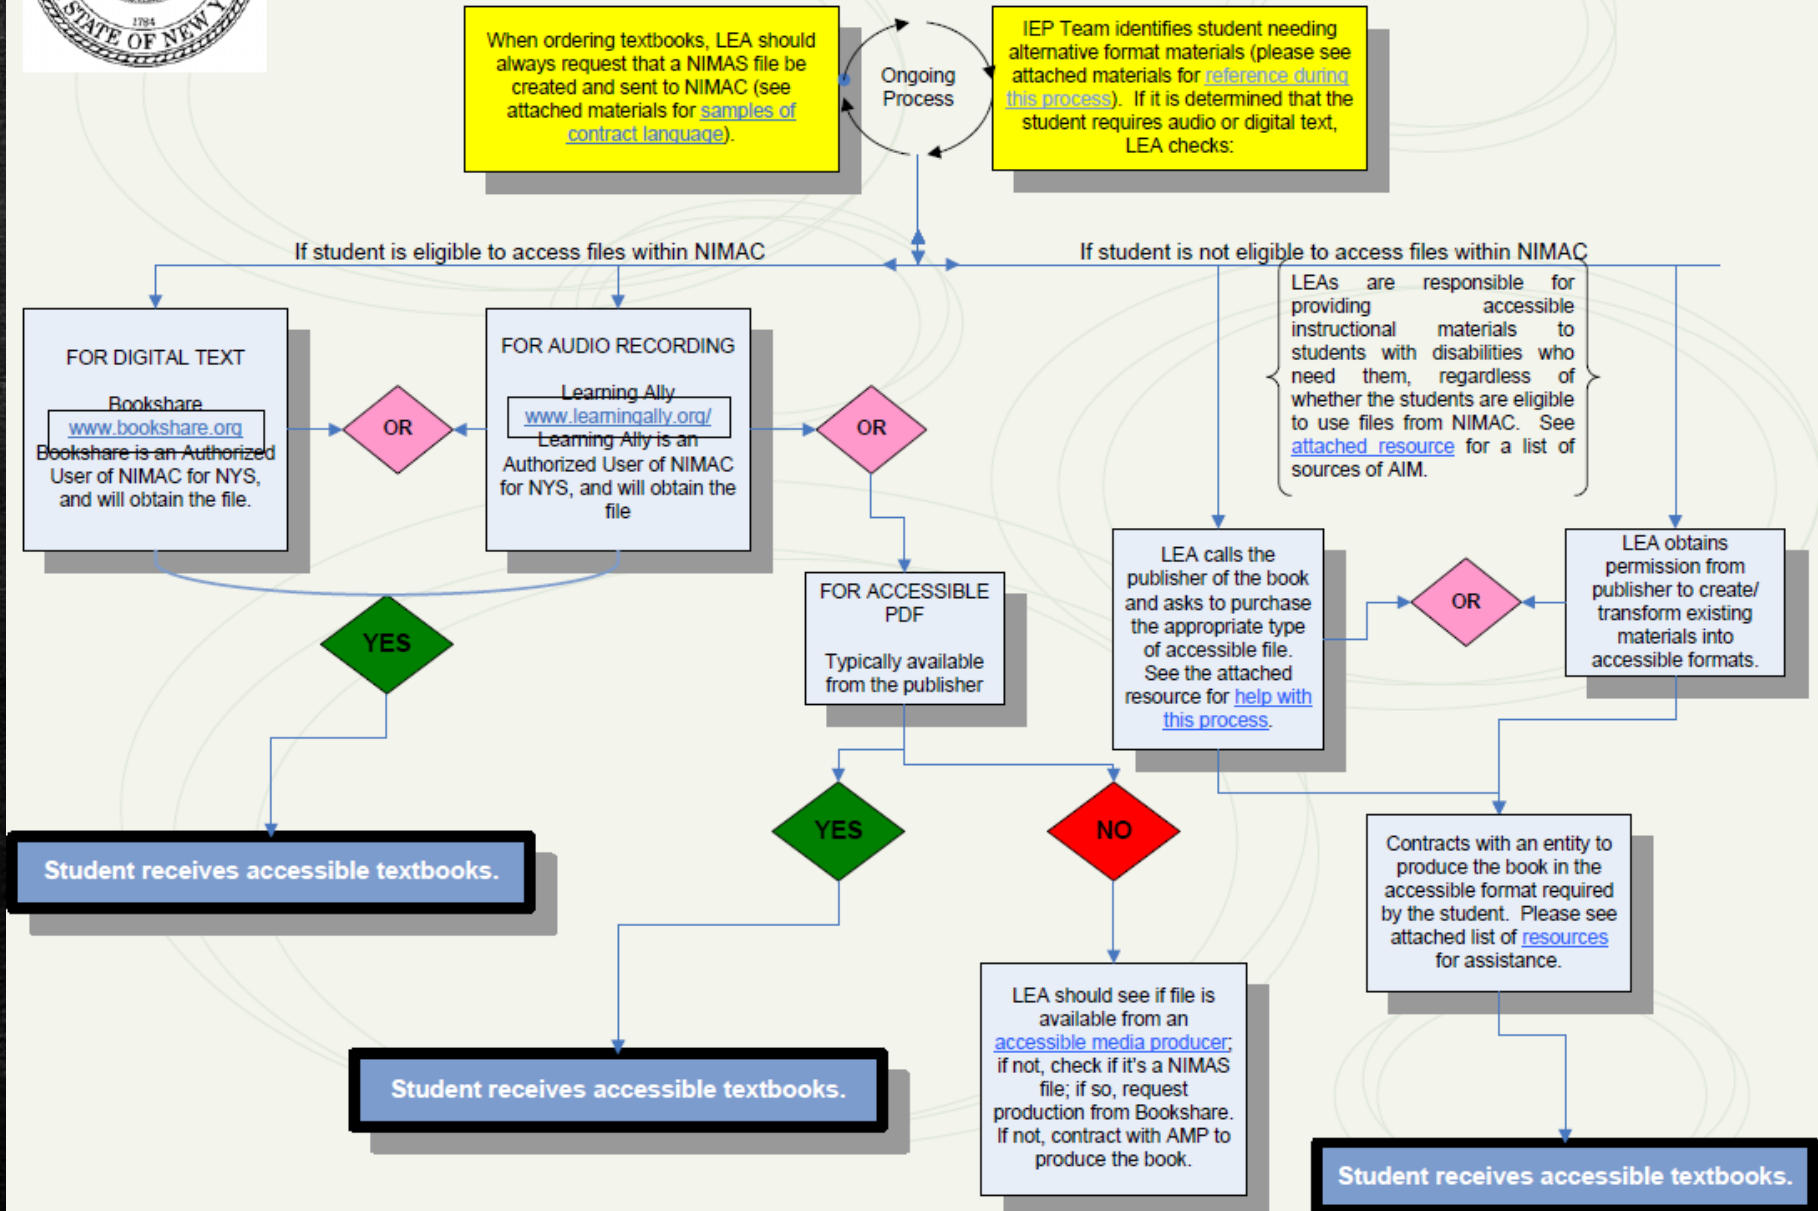 1784
STATE OF NEW Y
When ordering textbooks, LEA should
always request that a NIMAS file be
created and sent to NIMAC (see
attached materials for samples of
contract language).
Ongoing
Process
IEP Team identifies student needing
alternative format materials (please see
attached materials for reference during
this process). If it is determined that the
student requires audio or digital text,
LEA checks:
If student is eligible to access files within NIMAC
If student is not eligible to access files within NIMAC
LEAs are responsible for
providing accessible
instructional materials to
students with disabilities who
need them, regardless of
whether the students are eligible
to use files from NIMAC. See
attached resource for a list of
sources of AIM.
FOR DIGITAL TEXT
Bookshare
www.bookshare.org
Bookshare is an Authorized
User of NIMAC for NYS,
and will obtain the file.
OR
FOR AUDIO RECORDING
Learning Ally
www.learningally.org/
Learning Ally is an
Authorized User of NIMAC
for NYS, and will obtain the
file
OR
FOR ACCESSIBLE
PDF
Typically available
from the publisher
LEA calls the
publisher of the book
and asks to purchase
the appropriate type
of accessible file.
See the attached
resource for help with
this process.
OR
LEA obtains
permission from
publisher to create/
transform existing
materials into
accessible formats.
YES
YES
NO
Contracts with an entity to
produce the book in the
accessible format required
by the student. Please see
attached list of resources
for assistance.
Student receives accessible textbooks.
Student receives accessible textbooks.
LEA should see if file is
available from an
accessible media producer;
if not, check if it's a NIMAS
file; if so, request
production from Bookshare.
If not, contract with AMP to
produce the book.
Student receives accessible textbooks.